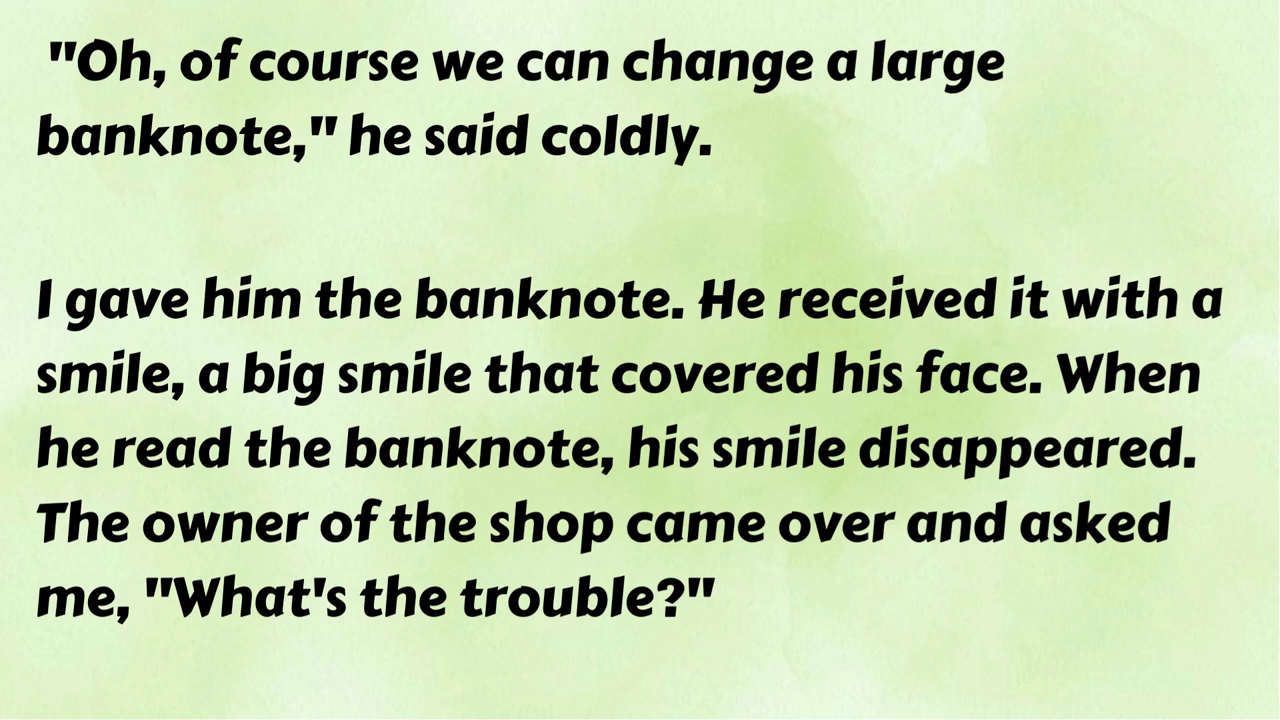 "Oh, of course we can change a large
banknote," he said coldly.
I gave him the banknote. He received it with a
smile, a big smile that covered his face. When
he read the banknote, his smile disappeared.
The owner of the shop came over and asked
me, "What's the trouble?"